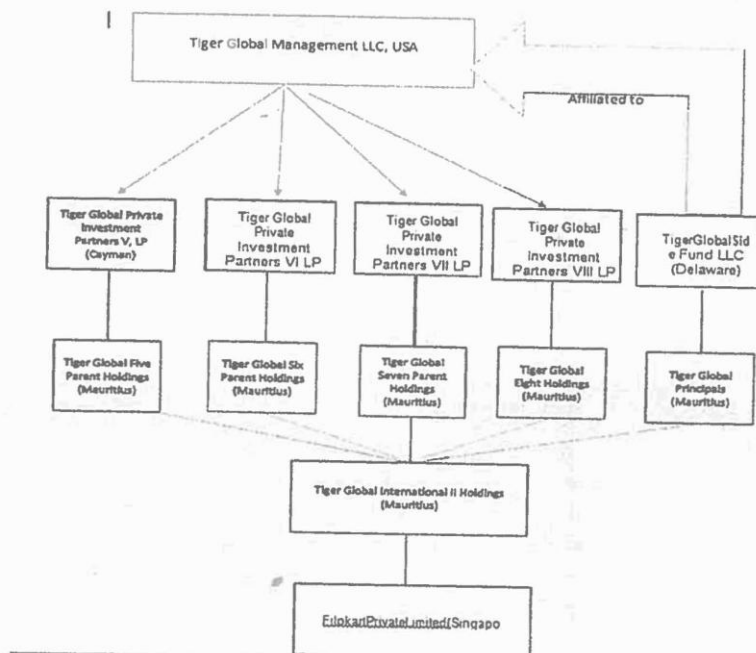 Tiger Global Management LLC, USA
Affiliated to
Tiger Global Private
Investment
Partners V, LP
(Cayman)
Tiger Global
Private
Investment
Partners VI LP
Tiger Global
Private
Investment
Partners VII LP
Tiger Global
Private
Investment
Partners VIII LP
TigerGlobalSid
e Fund LLC
(Delaware)
Tiger Global Five
Parent Holdings
(Mauritius)
Tiger Global Six
Parent Holdings
(Mauritius)
Tiger Global
Seven Parent
Holdings
(Mauritius)
Tiger Global
Eight Holdings
(Mauritius)
Tiger Global
Principals
(Mauritius)
Tiger Global International II Holdings
(Mauritius)
FlipkartPrivateLimited(Singapo